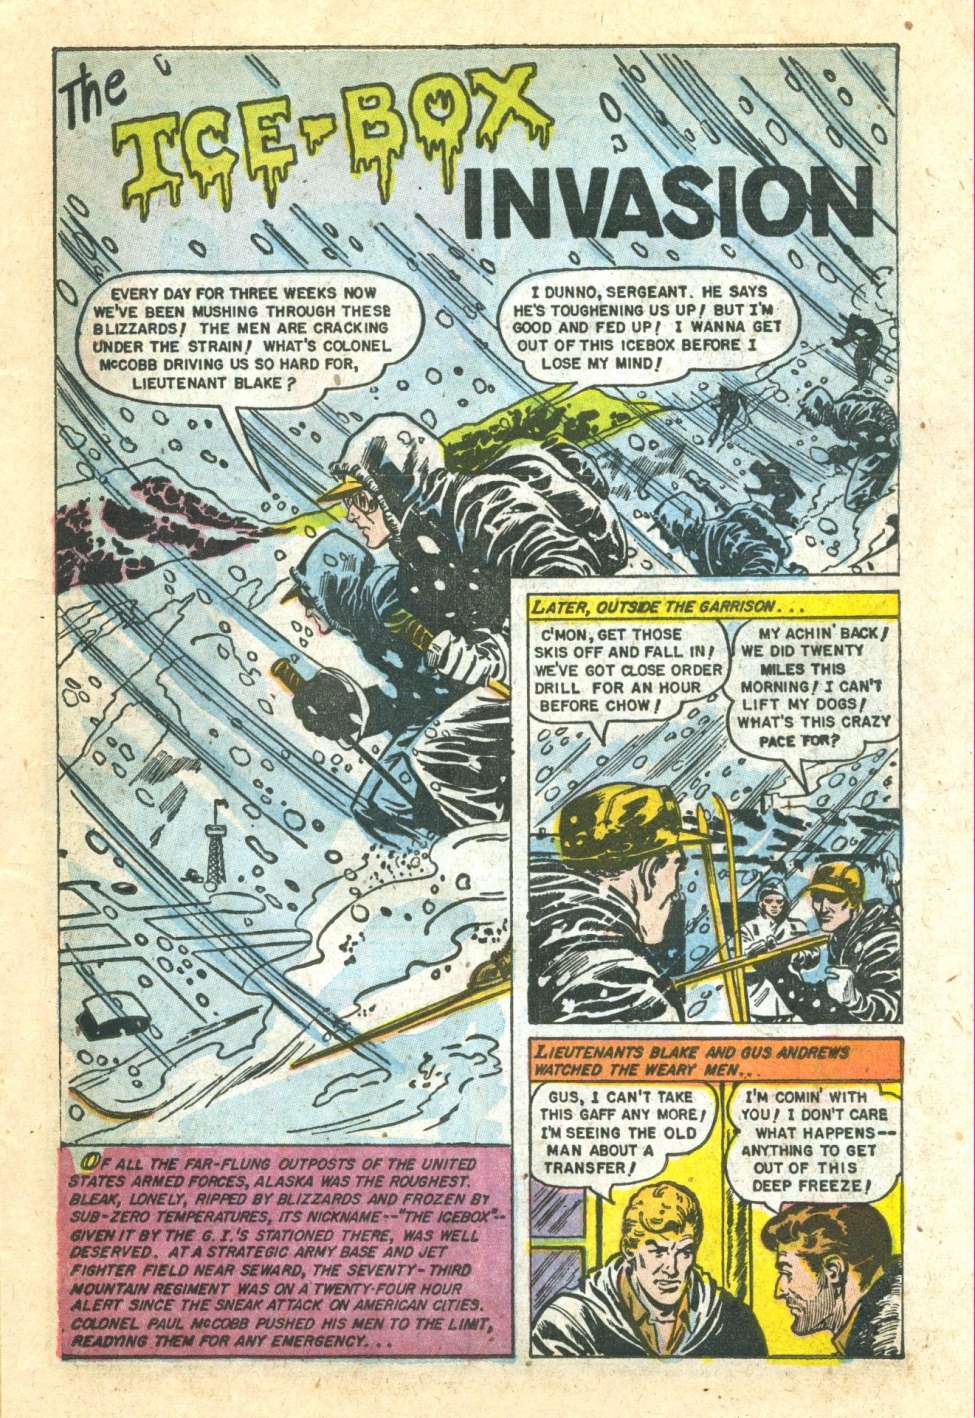 The
ICE-BOX
INVASION
EVERY DAY FOR THREE WEEKS NOW
WE'VE BEEN MUSHING THROUGH THESE
BLIZZARDS! THE MEN ARE CRACKING
UNDER THE STRAIN! WHAT'S COLONEL
McCOBB DRIVING US SO HARD FOR,
LIEUTENANT BLAKE?
I DUNNO, SERGEANT. HE SAYS
HE'S TOUGHENING US UP! BUT I'M
GOOD AND FED UP! I WANNA GET
OUT OF THIS ICEBOX BEFORE I
LOSE MY MIND!
OF ALL THE FAR-FLUNG OUTPOSTS OF THE UNITED
STATES ARMED FORCES, ALASKA WAS THE ROUGHEST.
BLEAK, LONELY, RIPPED BY BLIZZARDS AND FROZEN BY
SUB-ZERO TEMPERATURES, ITS NICKNAME--"THE ICEBOX"--
GIVEN IT BY THE G.I.'S STATIONED THERE, WAS WELL
DESERVED. AT A STRATEGIC ARMY BASE AND JET
FIGHTER FIELD NEAR SEWARD, THE SEVENTY-THIRD
MOUNTAIN REGIMENT WAS ON A TWENTY-FOUR HOUR
ALERT SINCE THE SNEAK ATTACK ON AMERICAN CITIES.
COLONEL PAUL McCOBB PUSHED HIS MEN TO THE LIMIT,
READYING THEM FOR ANY EMERGENCY...
LATER, OUTSIDE THE GARRISON...
C'MON, GET THOSE
SKIS OFF AND FALL IN!
WE'VE GOT CLOSE ORDER
DRILL FOR AN HOUR
BEFORE CHOW!
MY ACHIN' BACK!
WE DID TWENTY
MILES THIS
MORNING! I CAN'T
LIFT MY DOGS!
WHAT'S THIS CRAZY
PACE FOR?
LIEUTENANTS BLAKE AND GUS ANDREWS
WATCHED THE WEARY MEN...
GUS, I CAN'T TAKE
THIS GAFF ANY MORE!
I'M SEEING THE OLD
MAN ABOUT A
TRANSFER!
I'M COMIN' WITH
YOU! I DON'T CARE
WHAT HAPPENS--
ANYTHING TO GET
OUT OF THIS
DEEP FREEZE!